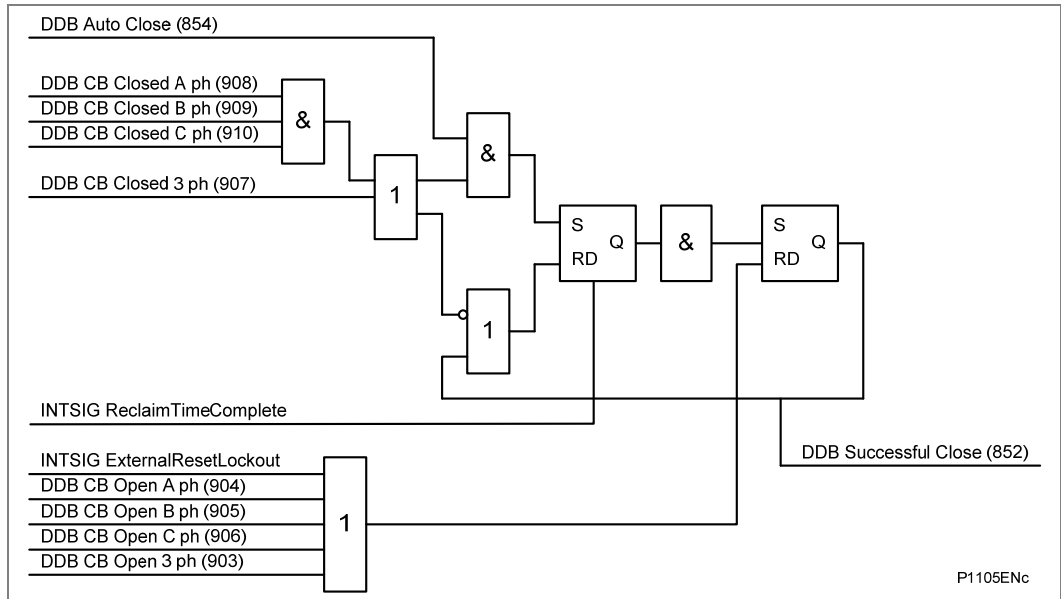 DDB Auto Close (854)
DDB CB Closed A ph (908)
DDB CB Closed B ph (909)
DDB CB Closed C ph (910)
&
&
DDB CB Closed 3 ph (907)
1
S
Q
RD
&
S
Q
RD
1
INTSIG ReclaimTimeComplete
DDB Successful Close (852)
INTSIG ExternalResetLockout
DDB CB Open A ph (904)
DDB CB Open B ph (905)
1
DDB CB Open C ph (906)
DDB CB Open 3 ph (903)
P1105ENc